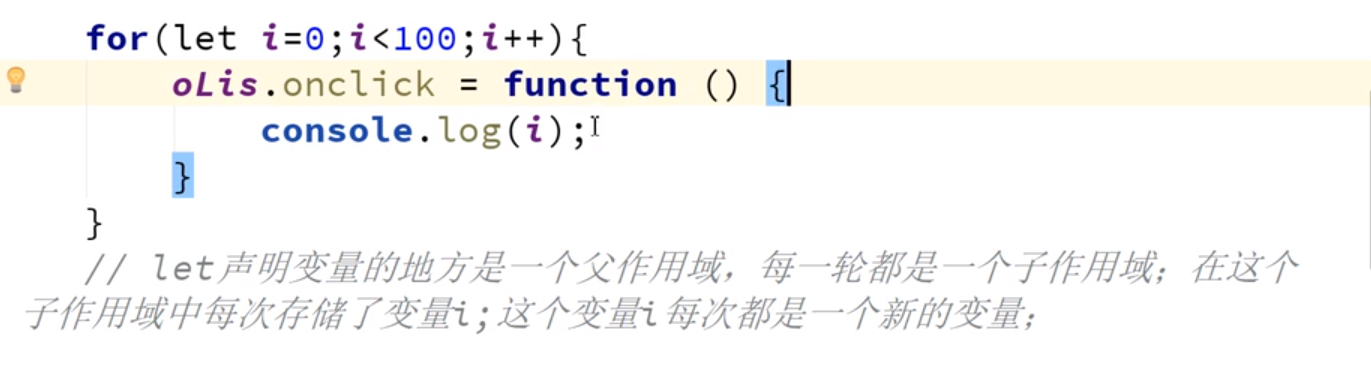 for(let i=0;i<100;i++){
oLis.onclick = function () {
console.log(i);
}
}
// let声明变量的地方是一个父作用域，每一轮都是一个子作用域；在这个
子作用域中每次存储了变量i;这个变量i每次都是一个新的变量；